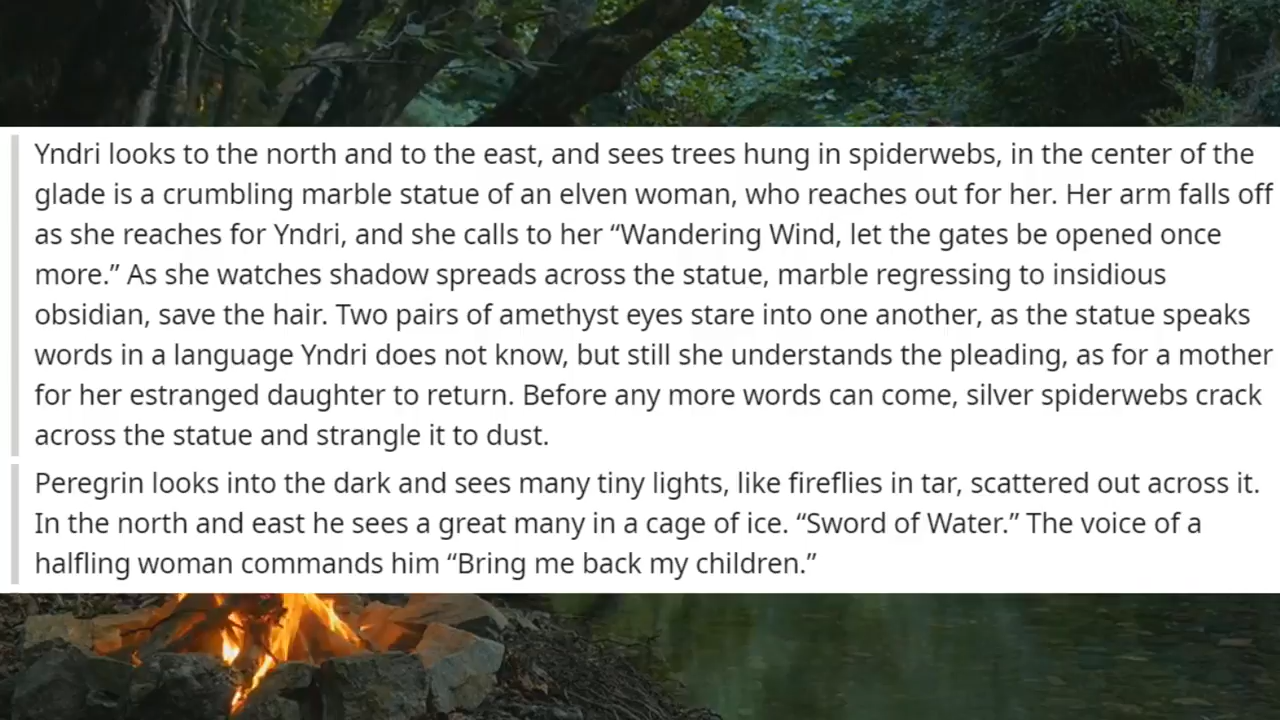 Yndri looks to the north and to the east, and sees trees hung in spiderwebs, in the center of the
glade is a crumbling marble statue of an elven woman, who reaches out for her. Her arm falls off
as she reaches for Yndri, and she calls to her “Wandering Wind, let the gates be opened once
more.” As she watches shadow spreads across the statue, marble regressing to insidious
obsidian, save the hair. Two pairs of amethyst eyes stare into one another, as the statue speaks
words in a language Yndri does not know, but still she understands the pleading, as for a mother
for her estranged daughter to return. Before any more words can come, silver spiderwebs crack
across the statue and strangle it to dust.
Peregrin looks into the dark and sees many tiny lights, like fireflies in tar, scattered out across it.
In the north and east he sees a great many in a cage of ice. “Sword of Water.” The voice of a
halfling woman commands him “Bring me back my children.”